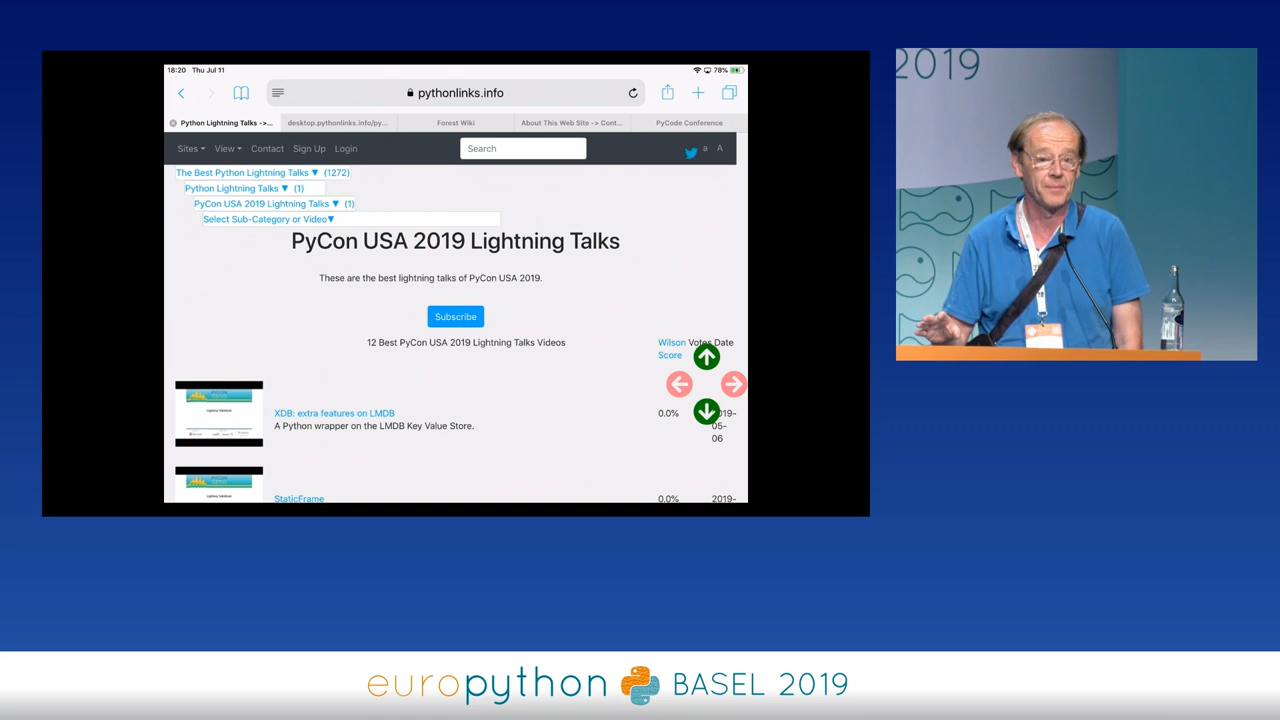 18:20 Thu Jul 11
78%
pythonlinks.info
Python Lightning Talks ->...
desktop.pythonlinks.info/py...
Forest Wiki
About This Web Site -> Cont...
PyCode Conference
Sites View Contact Sign Up Login
Search
a A
The Best Python Lightning Talks ▼ (1272)
Python Lightning Talks ▼ (1)
PyCon USA 2019 Lightning Talks ▼ (1)
Select Sub-Category or Video▼
PyCon USA 2019 Lightning Talks
These are the best lightning talks of PyCon USA 2019.
Subscribe
12 Best PyCon USA 2019 Lightning Talks Videos
Wilson Votes Date
Score
XDB: extra features on LMDB
0.0%
2019-
05-
06
A Python wrapper on the LMDB Key Value Store.
StaticFrame
0.0%
2019-
2019
europython BASEL 2019